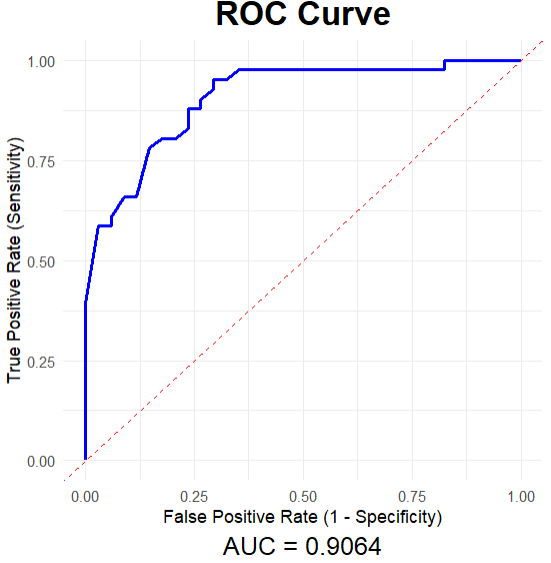 ROC Curve
True Positive Rate (Sensitivity)
1.00
0.75
0.50
0.25
0.00
0.00 0.25 0.50 0.75 1.00
False Positive Rate (1 - Specificity)
AUC = 0.9064